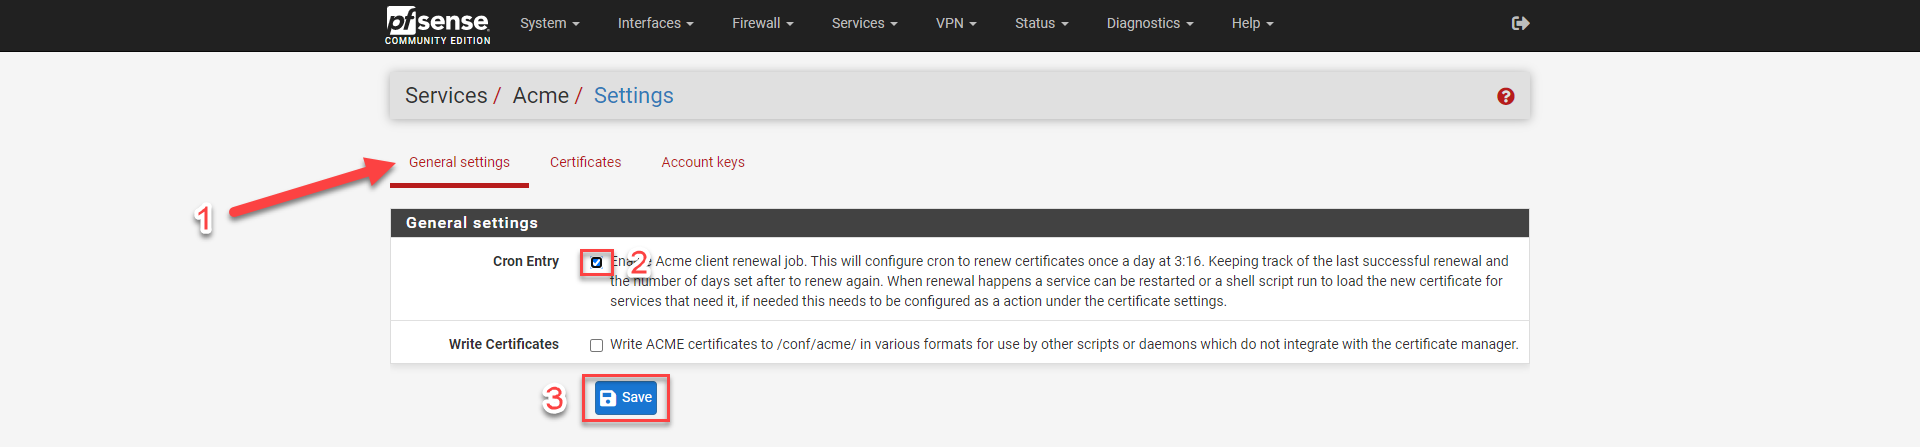 pfsense
COMMUNITY EDITION
System
Interfaces
Firewall
Services
VPN
Status
Diagnostics
Help
Services / Acme / Settings
General settings
Certificates
Account keys
1
General settings
Cron Entry
2
Acme client renewal job. This will configure cron to renew certificates once a day at 3:16. Keeping track of the last successful renewal and
the number of days set after to renew again. When renewal happens a service can be restarted or a shell script run to load the new certificate for
services that need it, if needed this needs to be configured as a action under the certificate settings.
Write Certificates
Write ACME certificates to /conf/acme/ in various formats for use by other scripts or daemons which do not integrate with the certificate manager.
3
Save